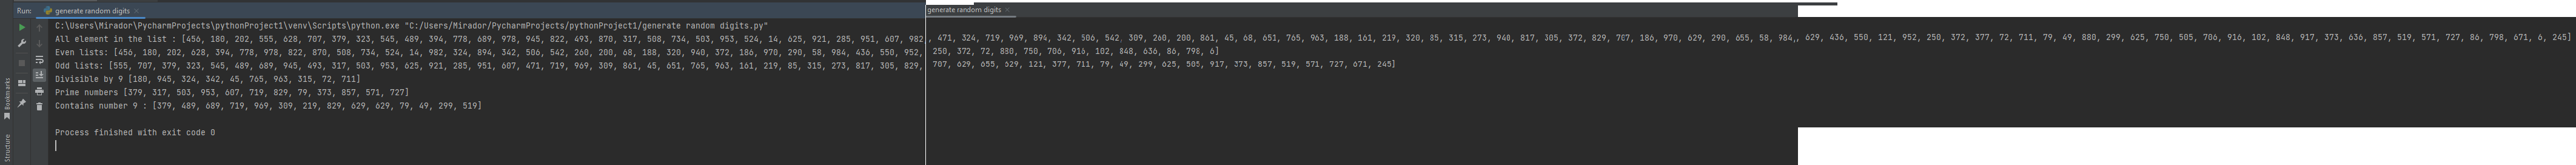 Run: generate random digits ×
generate random digits ×
C:\Users\Mirador\PycharmProjects\pythonProject1\venv\Scripts\python.exe "C:/Users/Mirador/PycharmProjects/pythonProject1/generate random digits.py"
All element in the list : [456, 180, 202, 555, 628, 707, 379, 323, 545, 489, 394, 778, 689, 978, 945, 822, 493, 870, 317, 508, 734, 503, 953, 524, 14, 625, 921, 285, 951, 607, 982, 471, 324, 719, 969, 894, 342, 506, 542, 309, 260, 200, 861, 45, 68, 651, 765, 963, 188, 161, 219, 320, 85, 315, 273, 940, 817, 305, 372, 829, 707, 186, 970, 629, 290, 655, 58, 984, 629, 436, 550, 121, 952, 250, 372, 377, 72, 711, 79, 49, 880, 299, 625, 750, 505, 706, 916, 102, 848, 917, 373, 636, 857, 519, 571, 727, 86, 798, 671, 6, 245]
Even lists: [456, 180, 202, 628, 394, 778, 978, 822, 870, 508, 734, 524, 14, 982, 324, 894, 342, 506, 542, 260, 200, 68, 188, 320, 940, 372, 186, 970, 290, 58, 984, 436, 550, 952, 250, 372, 72, 880, 750, 706, 916, 102, 848, 636, 86, 798, 6]
Odd lists: [555, 707, 379, 323, 545, 489, 689, 945, 493, 317, 503, 953, 625, 921, 285, 951, 607, 471, 719, 969, 309, 861, 45, 651, 765, 963, 161, 219, 85, 315, 273, 817, 305, 829, 707, 629, 655, 629, 121, 377, 711, 79, 49, 299, 625, 505, 917, 373, 857, 519, 571, 727, 671, 245]
Divisible by 9 [180, 945, 324, 342, 45, 765, 963, 315, 72, 711]
Prime numbers [379, 317, 503, 953, 607, 719, 829, 79, 373, 857, 571, 727]
Contains number 9 : [379, 489, 689, 719, 969, 309, 219, 829, 629, 629, 79, 49, 299, 519]
Process finished with exit code 0
Bookmarks
Structure